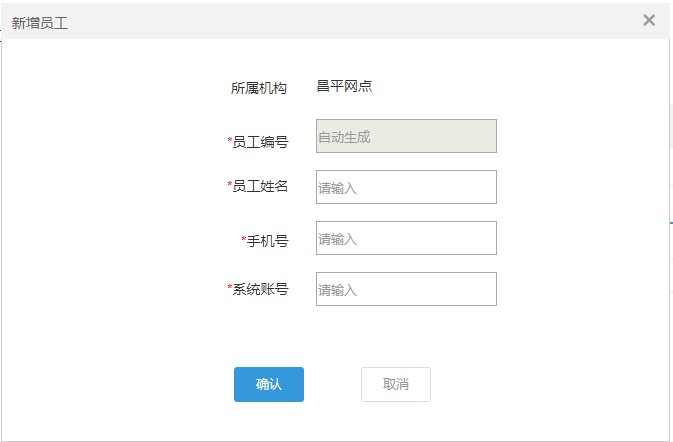 新增员工
所属机构 昌平网点
*员工编号 自动生成
*员工姓名 请输入
*手机号 请输入
*系统账号 请输入
确认 取消